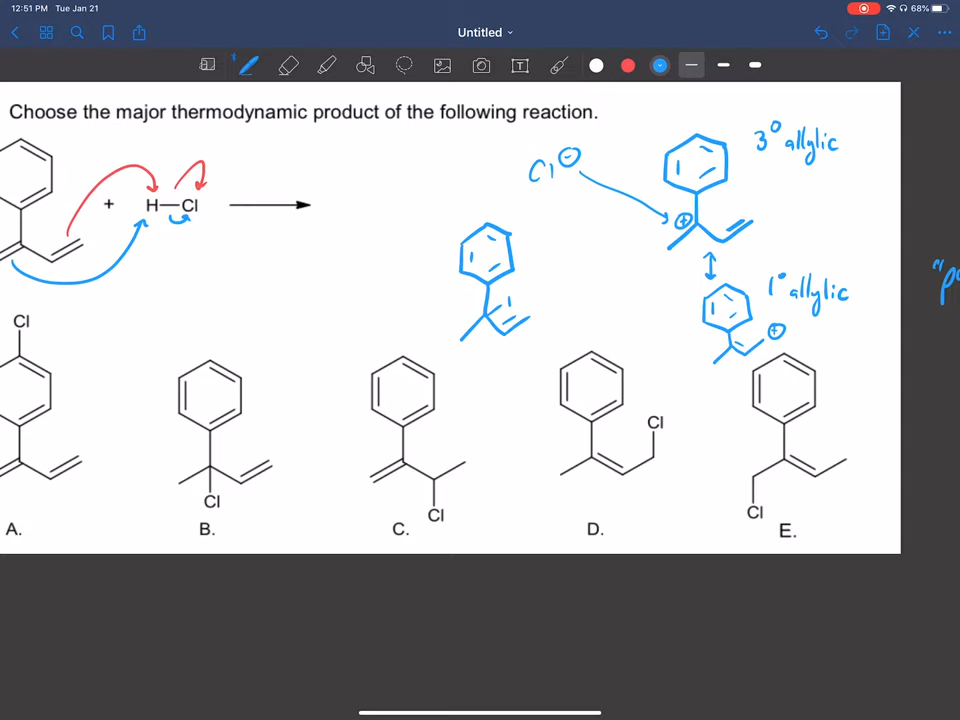 12:51 PM Tue Jan 21
68%
Untitled
T
Choose the major thermodynamic product of the following reaction.
+ H—Cl
Cl⊖
3° allylic
⊕
1° allylic
⊕
Cl
Cl
Cl
Cl
Cl
A. B. C. D. E.